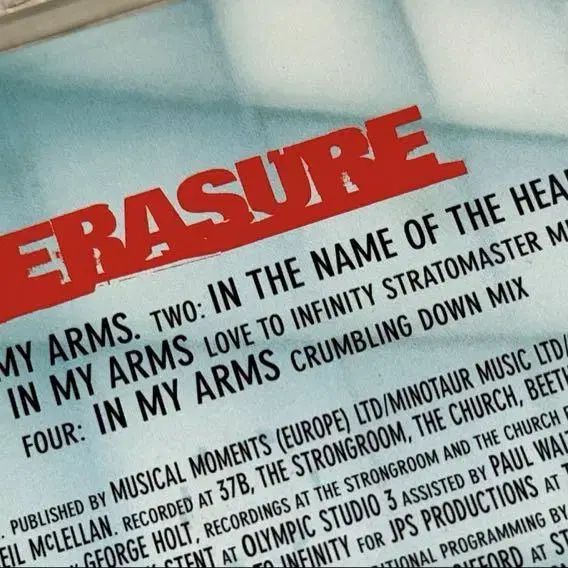 ERASURE
MY ARMS. TWO: IN THE NAME OF THE
IN MY ARMS LOVE TO INFINITY STRATOMASTER
FOUR: IN MY ARMS CRUMBLING DOWN MIX
PUBLISHED BY MUSICAL MOMENTS (EUROPE) LTD/MINOTAUR MUSIC LTD/
McLELLAN. RECORDED AT 37B, THE STRONGROOM, THE CHURCH,
GEORGE HOLT, RECORDINGS AT THE STRONGROOM AND THE CHURCH
AT OLYMPIC STUDIO 3 ASSISTED BY PAUL
INFINITY FOR JPS PRODUCTIONS AT
PROGRAMMING BY
AT